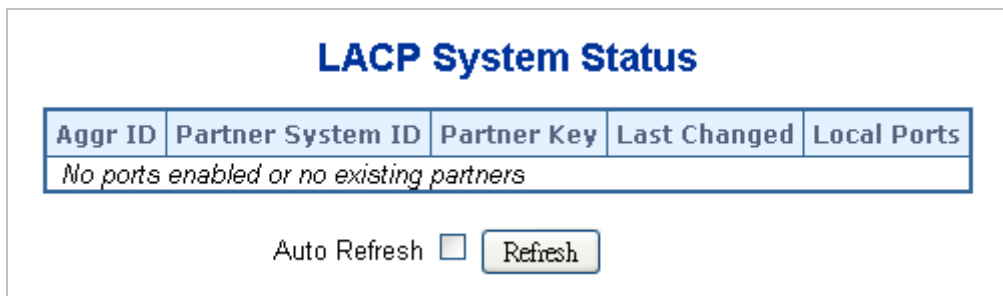 LACP System Status
Aggr ID Partner System ID Partner Key Last Changed Local Ports
No ports enabled or no existing partners
Auto Refresh Refresh